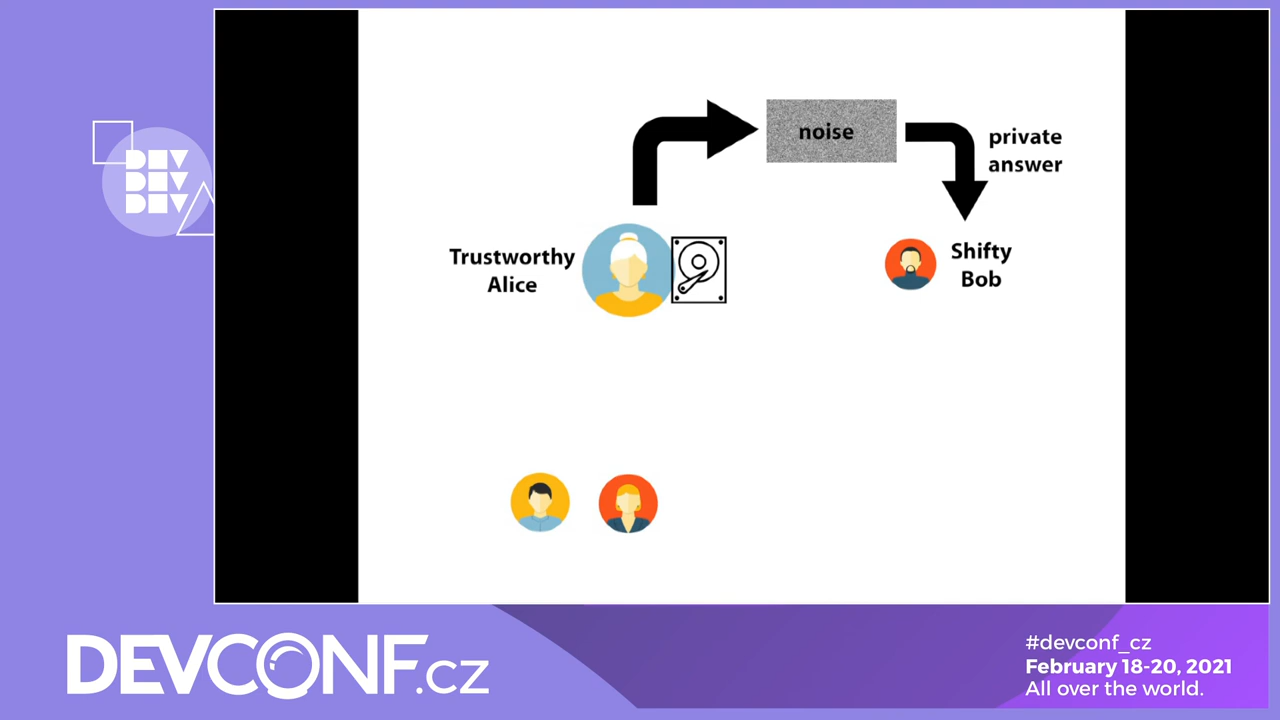 noise
private
answer
Trustworthy
Alice
Shifty
Bob
DEV
DEV
DEV
DEVCONF.cz
#devconf_cz
February 18-20, 2021
All over the world.